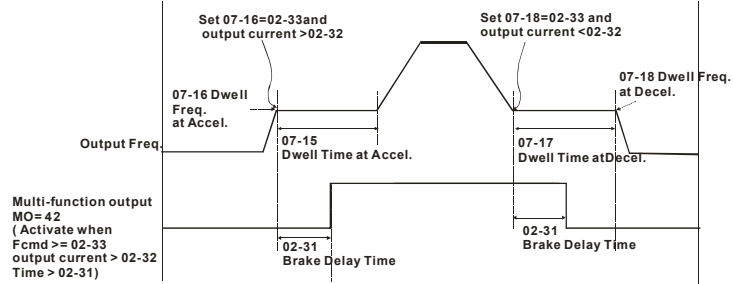 Set 07-16=02-33and
output current >02-32
Set 07-18=02-33 and
output current <02-32
07-16 Dwell
Freq.
at Accel.
07-18 Dwell Freq.
at Decel.
Output Freq.
07-15
Dwell Time at Accel.
07-17
Dwell Time atDecel.
Multi-function output
MO=42
( Activate when
Fcmd >= 02-33
output current > 02-32
Time > 02-31)
02-31
Brake Delay Time
02-31
Brake Delay Time